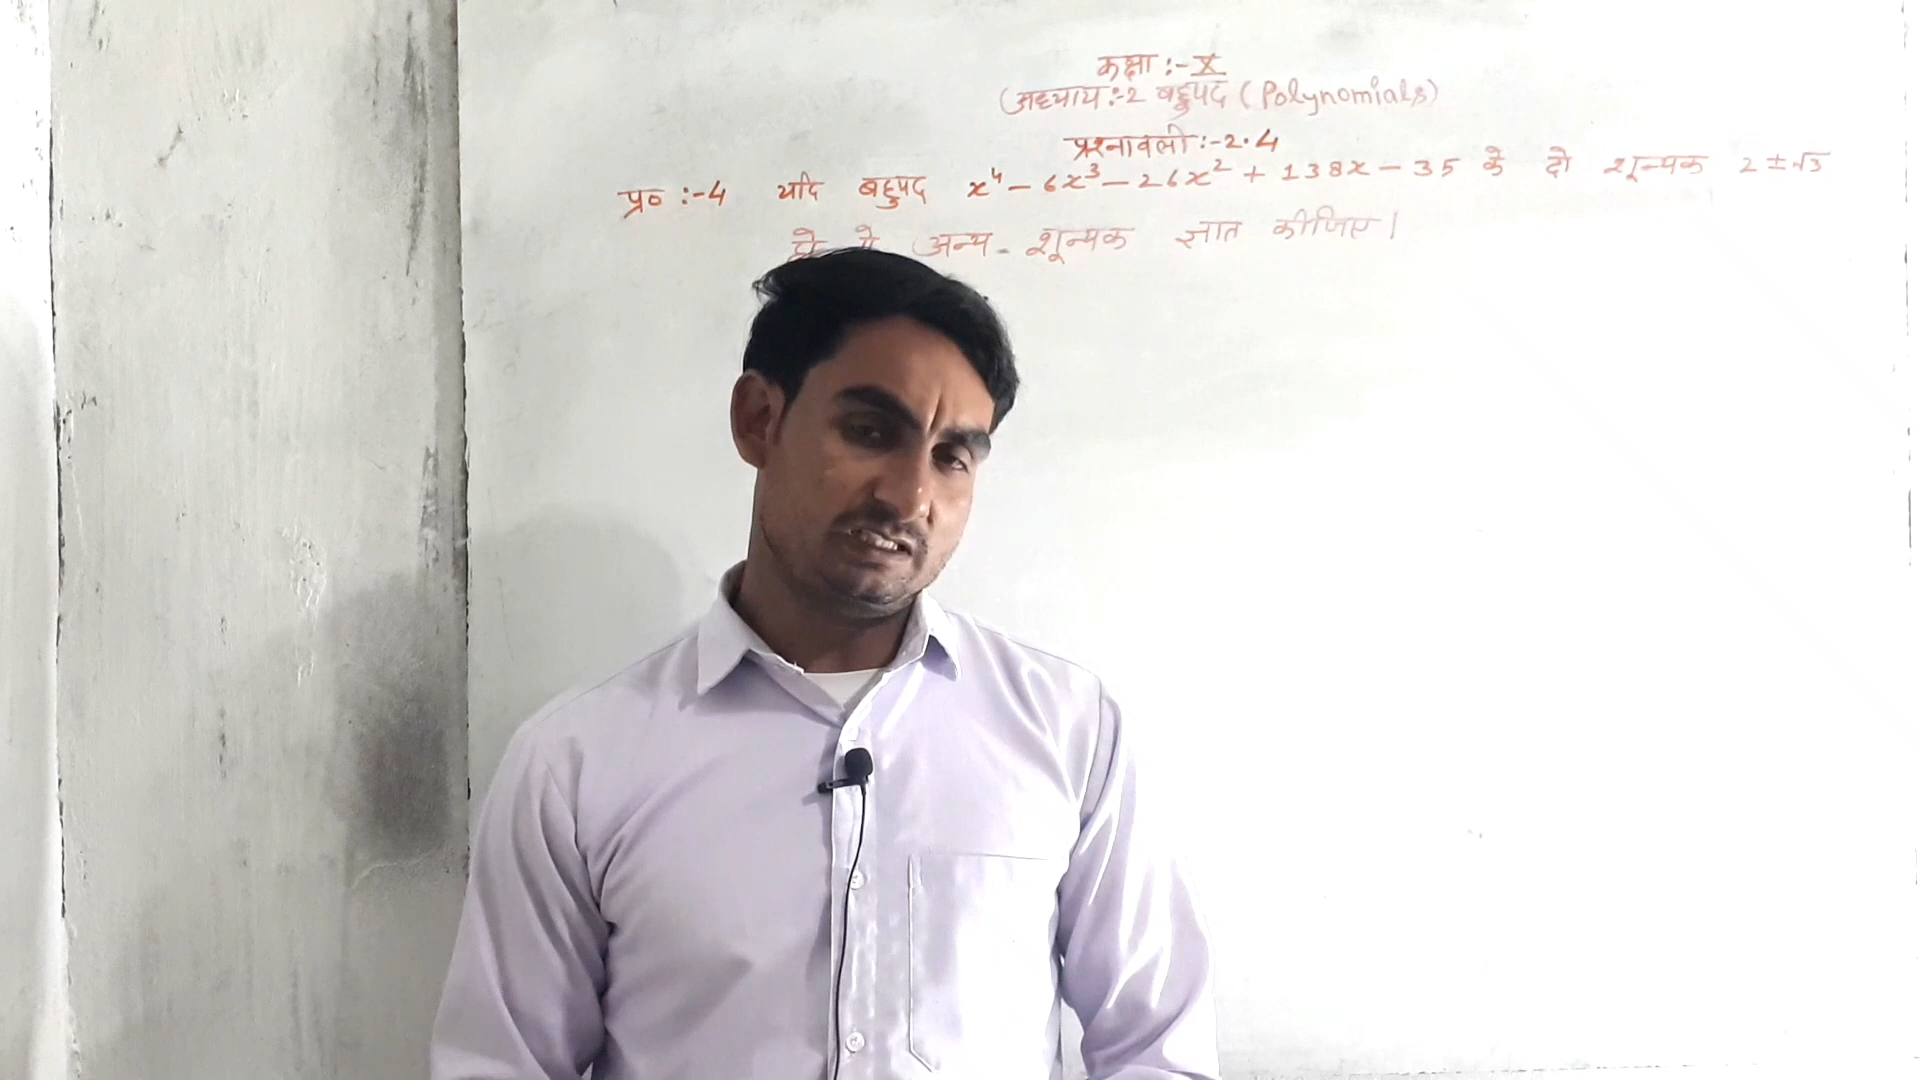 कक्षा :- X
अध्याय :- 2 बहुपद (Polynomials)
प्रश्नावली :- 2.4
प्र० :- 4 यदि बहुपद x⁴ - 6x³ - 26x² + 138x - 35 के दो शून्यक 2 ± √3
अन्य शून्यक ज्ञात कीजिए।